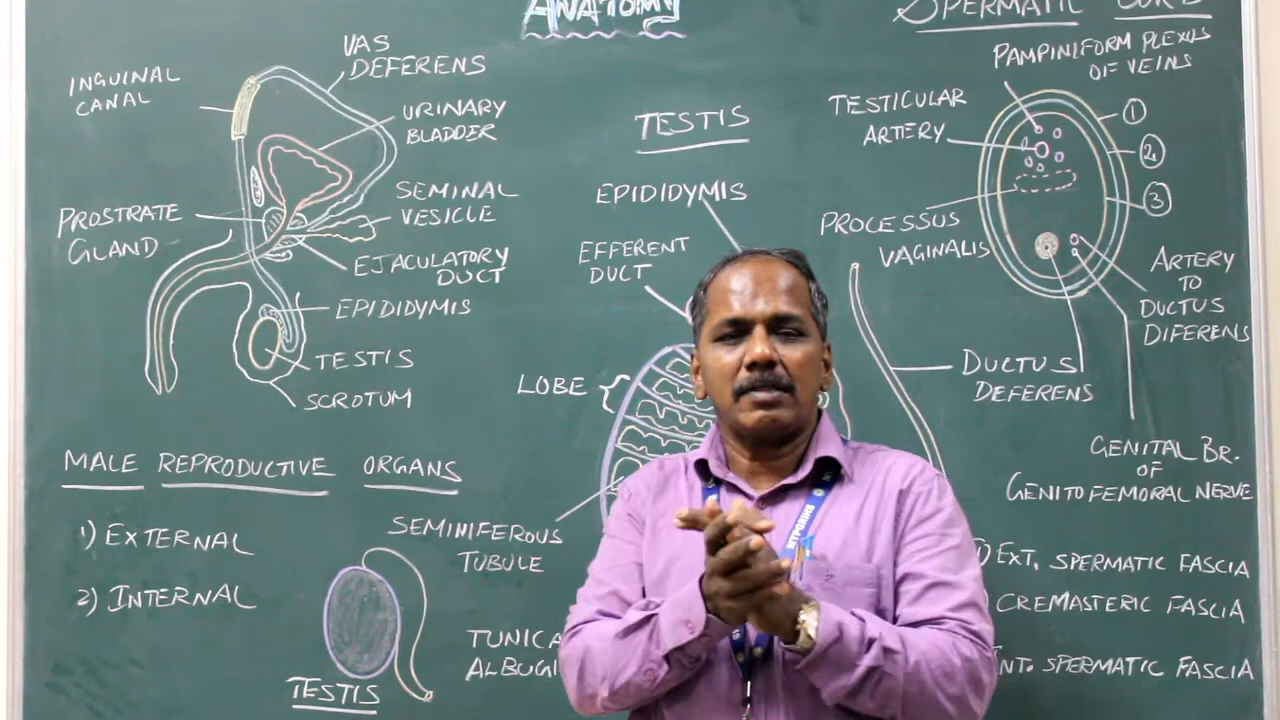 ANATOMY
SPERMATIC CORD
VAS
DEFERENS
INGUINAL
CANAL
URINARY
BLADDER
SEMINAL
VESICLE
PROSTRATE
GLAND
EJACULATORY
DUCT
EPIDIDYMIS
TESTIS
SCROTUM
MALE REPRODUCTIVE ORGANS
1) EXTERNAL
2) INTERNAL
TESTIS
TESTIS
EPIDIDYMIS
EFFERENT
DUCT
LOBE
SEMINIFEROUS
TUBULE
TUNICA
ALBUGI
PAMPINIFORM PLEXUS
OF VEINS
TESTICULAR
ARTERY
1
2
3
PROCESSUS
VAGINALIS
ARTERY
TO
DUCTUS
DIFERENS
DUCTUS
DEFERENS
GENITAL BR.
OF
GENITOFEMORAL NERVE
) EXT. SPERMATIC FASCIA
CREMASTERIC FASCIA
INT. SPERMATIC FASCIA